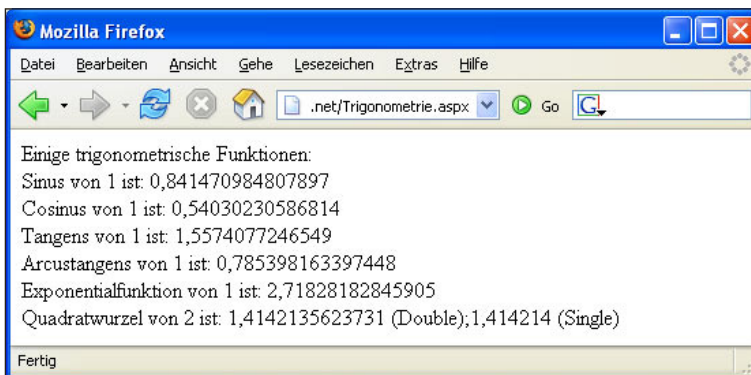 Mozilla Firefox
Datei Bearbeiten Ansicht Gehe Lesezeichen Extras Hilfe
.net/Trigonometrie.aspx Go G
Einige trigonometrische Funktionen:
Sinus von 1 ist: 0,841470984807897
Cosinus von 1 ist: 0,54030230586814
Tangens von 1 ist: 1,5574077246549
Arcustangens von 1 ist: 0,785398163397448
Exponentialfunktion von 1 ist: 2,71828182845905
Quadratwurzel von 2 ist: 1,4142135623731 (Double);1,414214 (Single)
Fertig